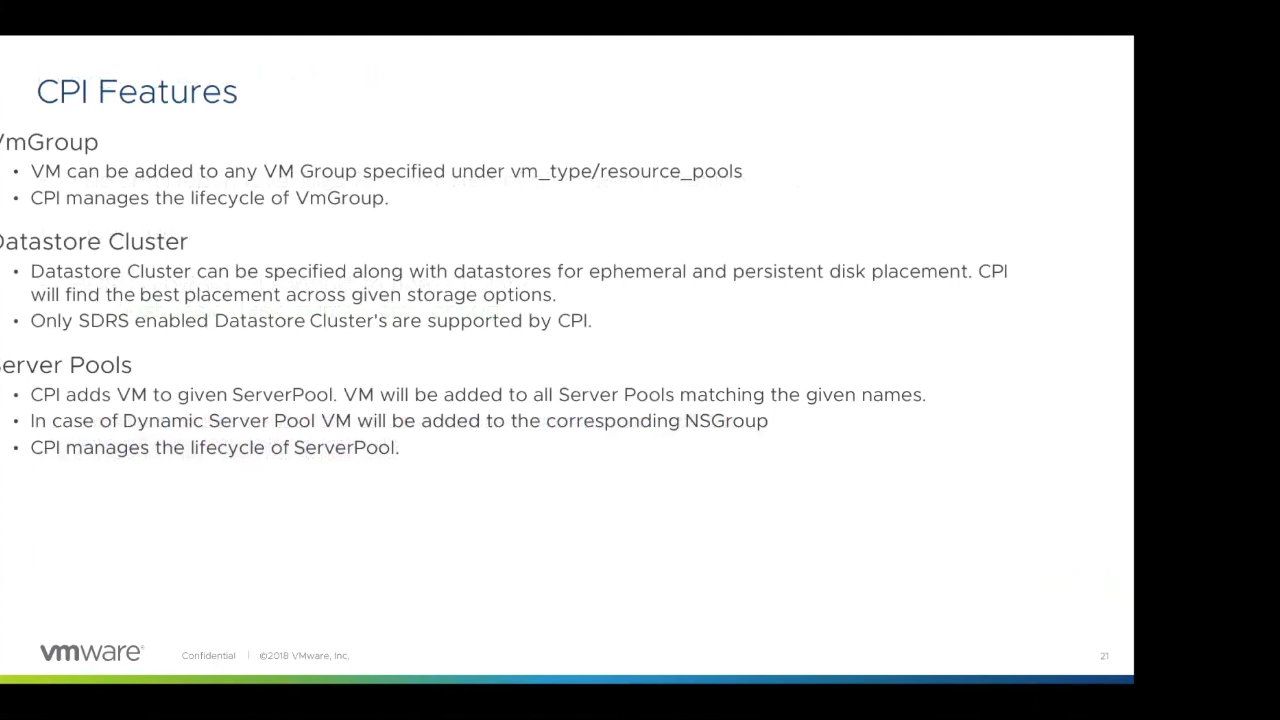 CPI Features
VmGroup
• VM can be added to any VM Group specified under vm_type/resource_pools
• CPI manages the lifecycle of VmGroup.
Datastore Cluster
• Datastore Cluster can be specified along with datastores for ephemeral and persistent disk placement. CPI
will find the best placement across given storage options.
• Only SDRS enabled Datastore Cluster's are supported by CPI.
Server Pools
• CPI adds VM to given ServerPool. VM will be added to all Server Pools matching the given names.
• In case of Dynamic Server Pool VM will be added to the corresponding NSGroup
• CPI manages the lifecycle of ServerPool.
vmware® Confidential | ©2018 VMware, Inc. 21